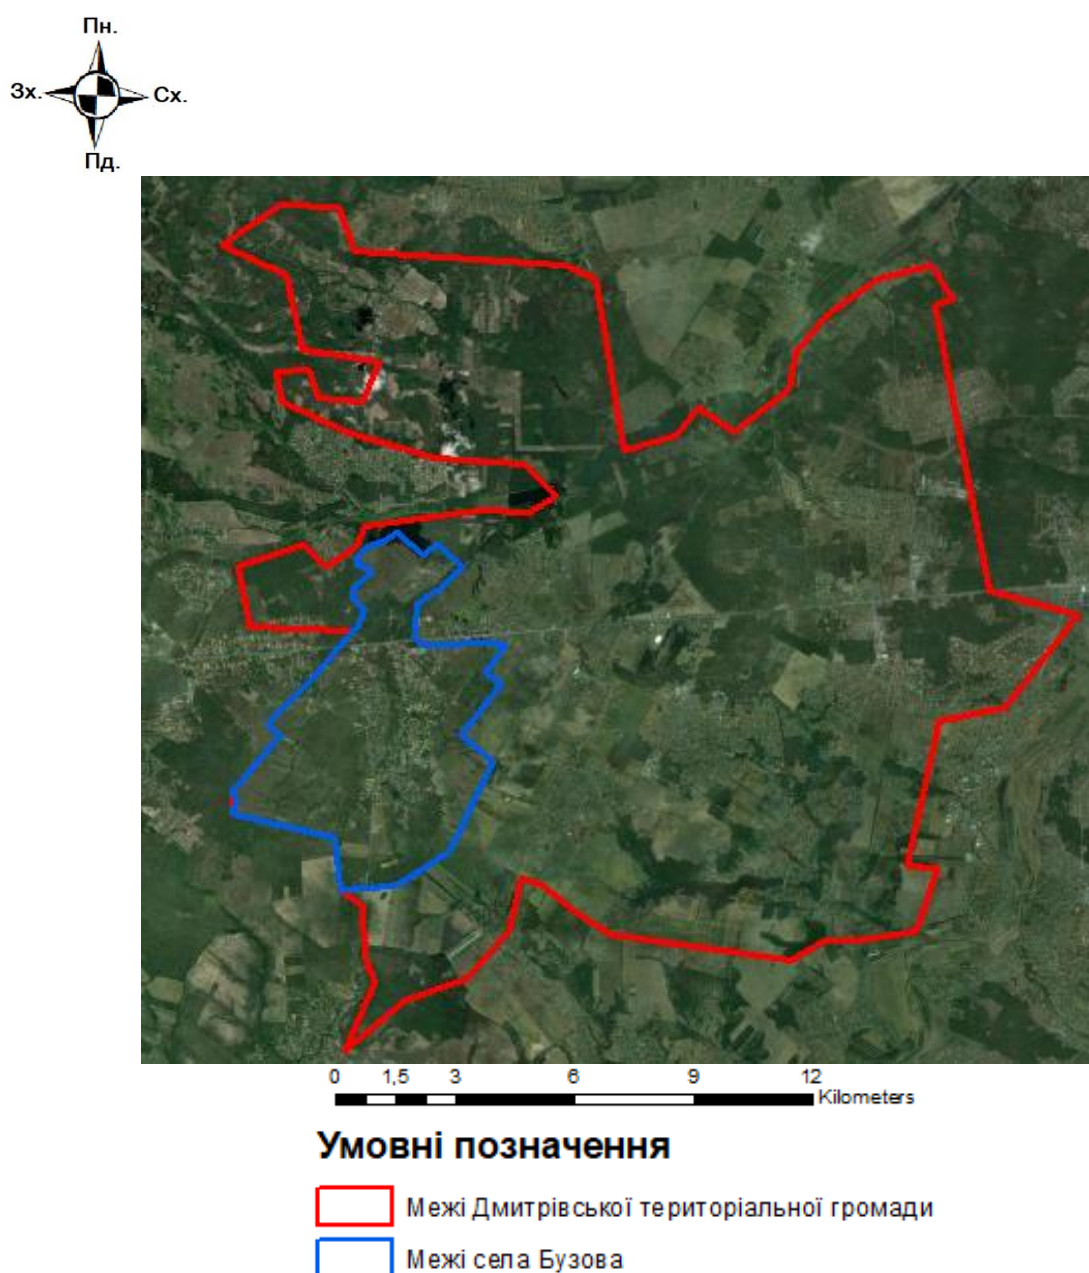 Пн.
Зх. Сх.
Пд.
0 1,5 3 6 9 12
Kilometers
Умовні позначення
Межі Дмитрівської територіальної громади
Межі села Бузова